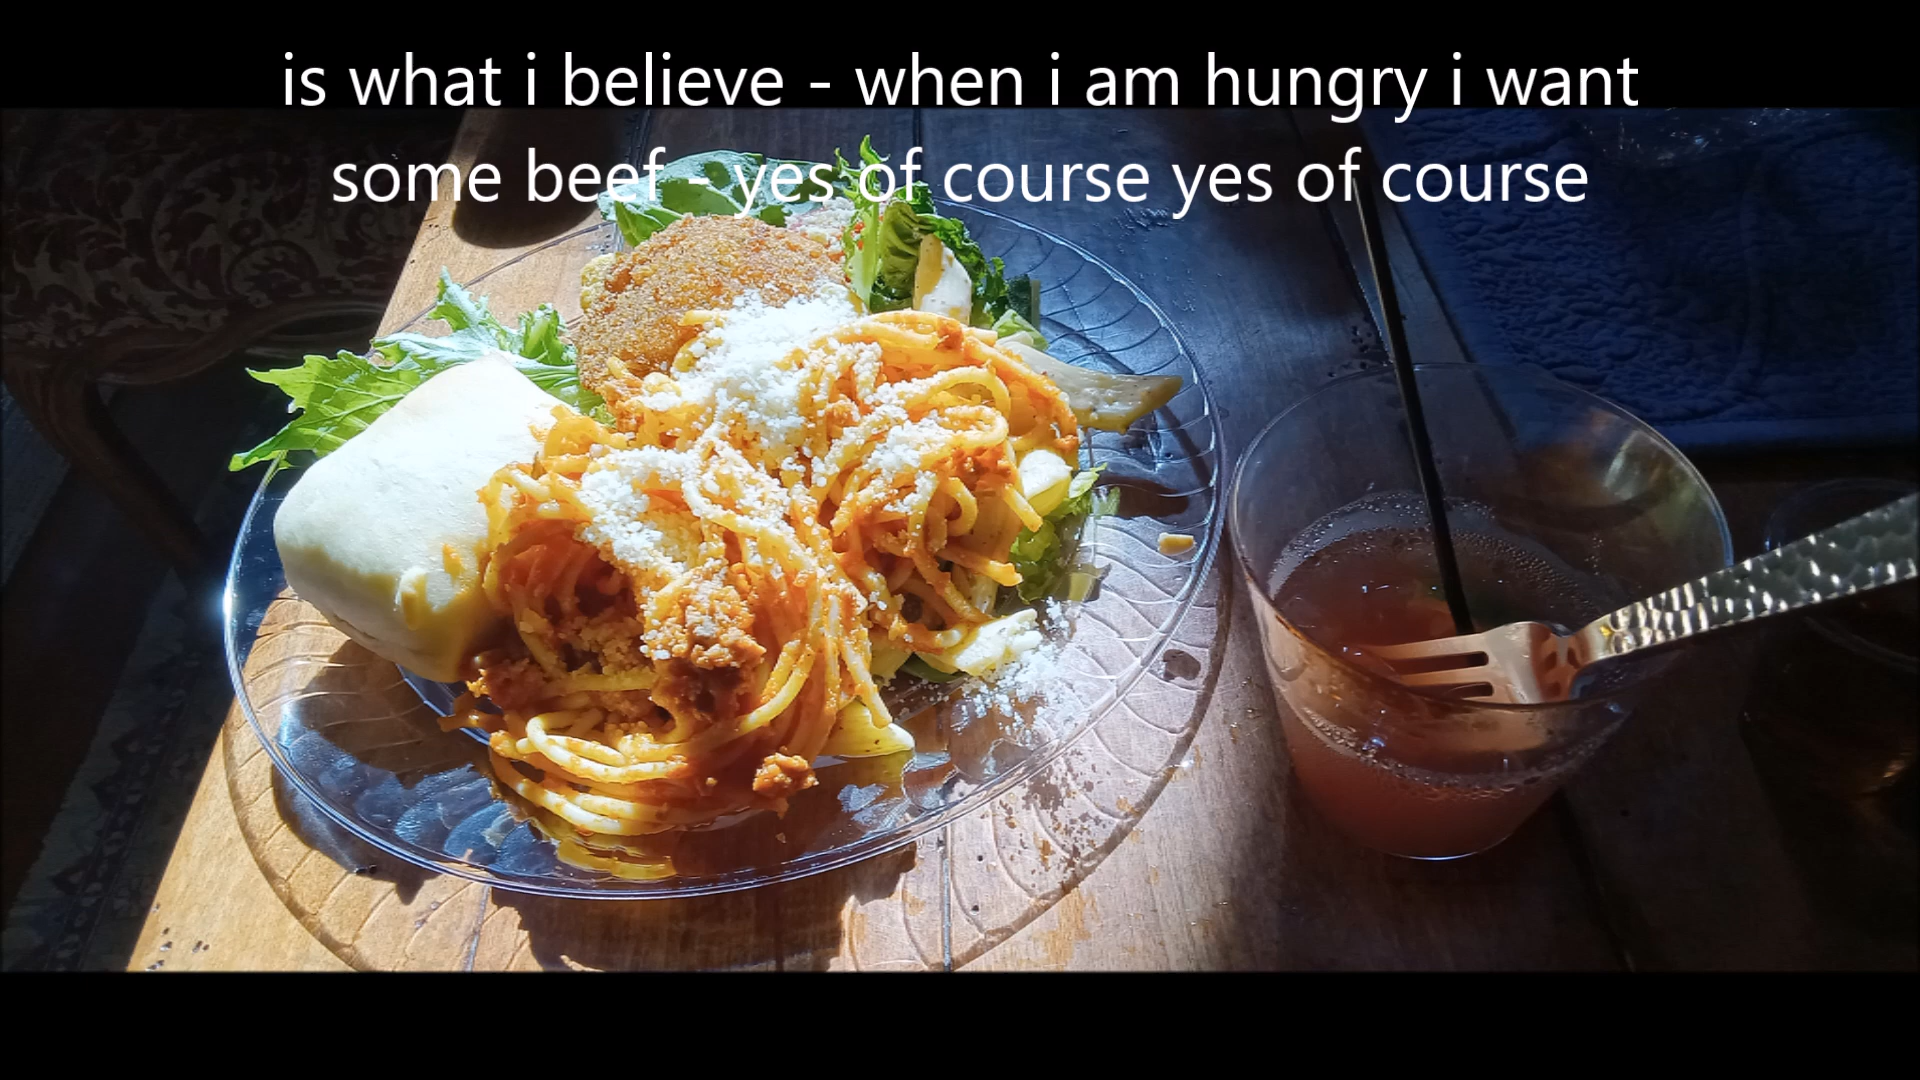 is what i believe - when i am hungry i want
some beef - yes of course yes of course